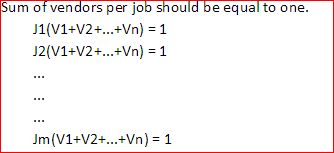 Sum of vendors per job should be equal to one.
J1(V1+V2+...+Vn) = 1
J2(V1+V2+...+Vn) = 1
...
...
...
Jm(V1+V2+...+Vn) = 1